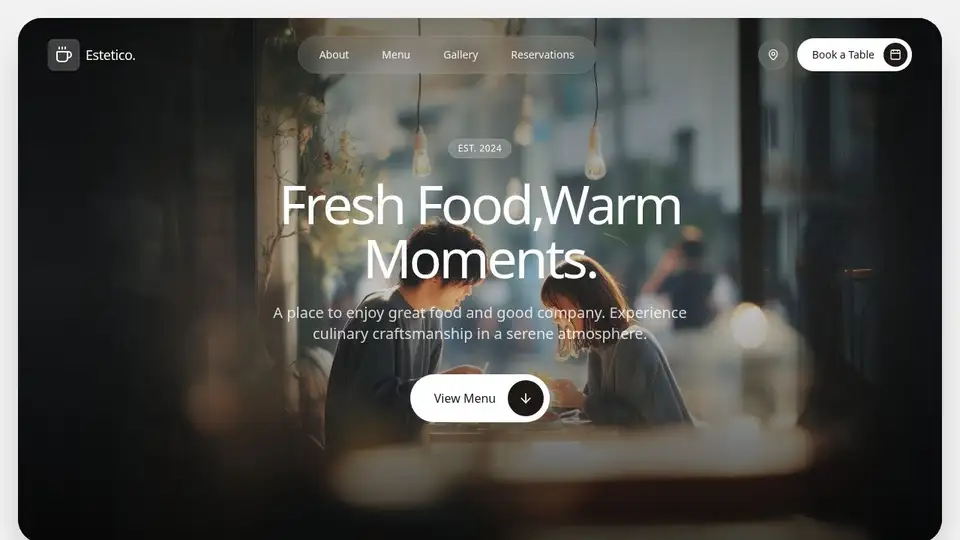 Estetico.
About Menu Gallery Reservations
Book a Table
EST. 2024
Fresh Food,Warm
Moments.
A place to enjoy great food and good company. Experience
culinary craftsmanship in a serene atmosphere.
View Menu